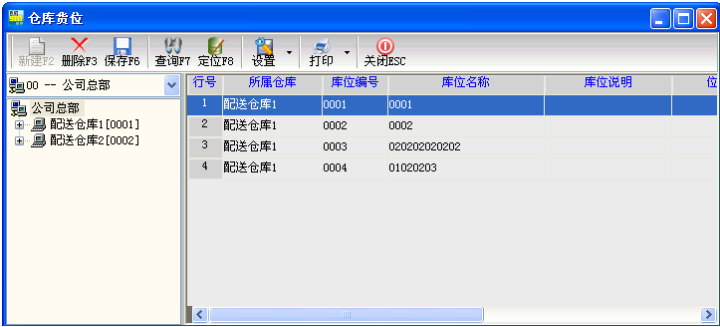 仓库货位
新建F2 删除F3 保存F6 查询F7 定位F8 设置 打印 关闭ESC
00 -- 公司总部
行号 所属仓库 库位编号 库位名称 库位说明 位
公司总部
配送仓库1[0001]
配送仓库2[0002]
1 配送仓库1 0001 0001
2 配送仓库1 0002 0002
3 配送仓库1 0003 020202020202
4 配送仓库1 0004 01020203